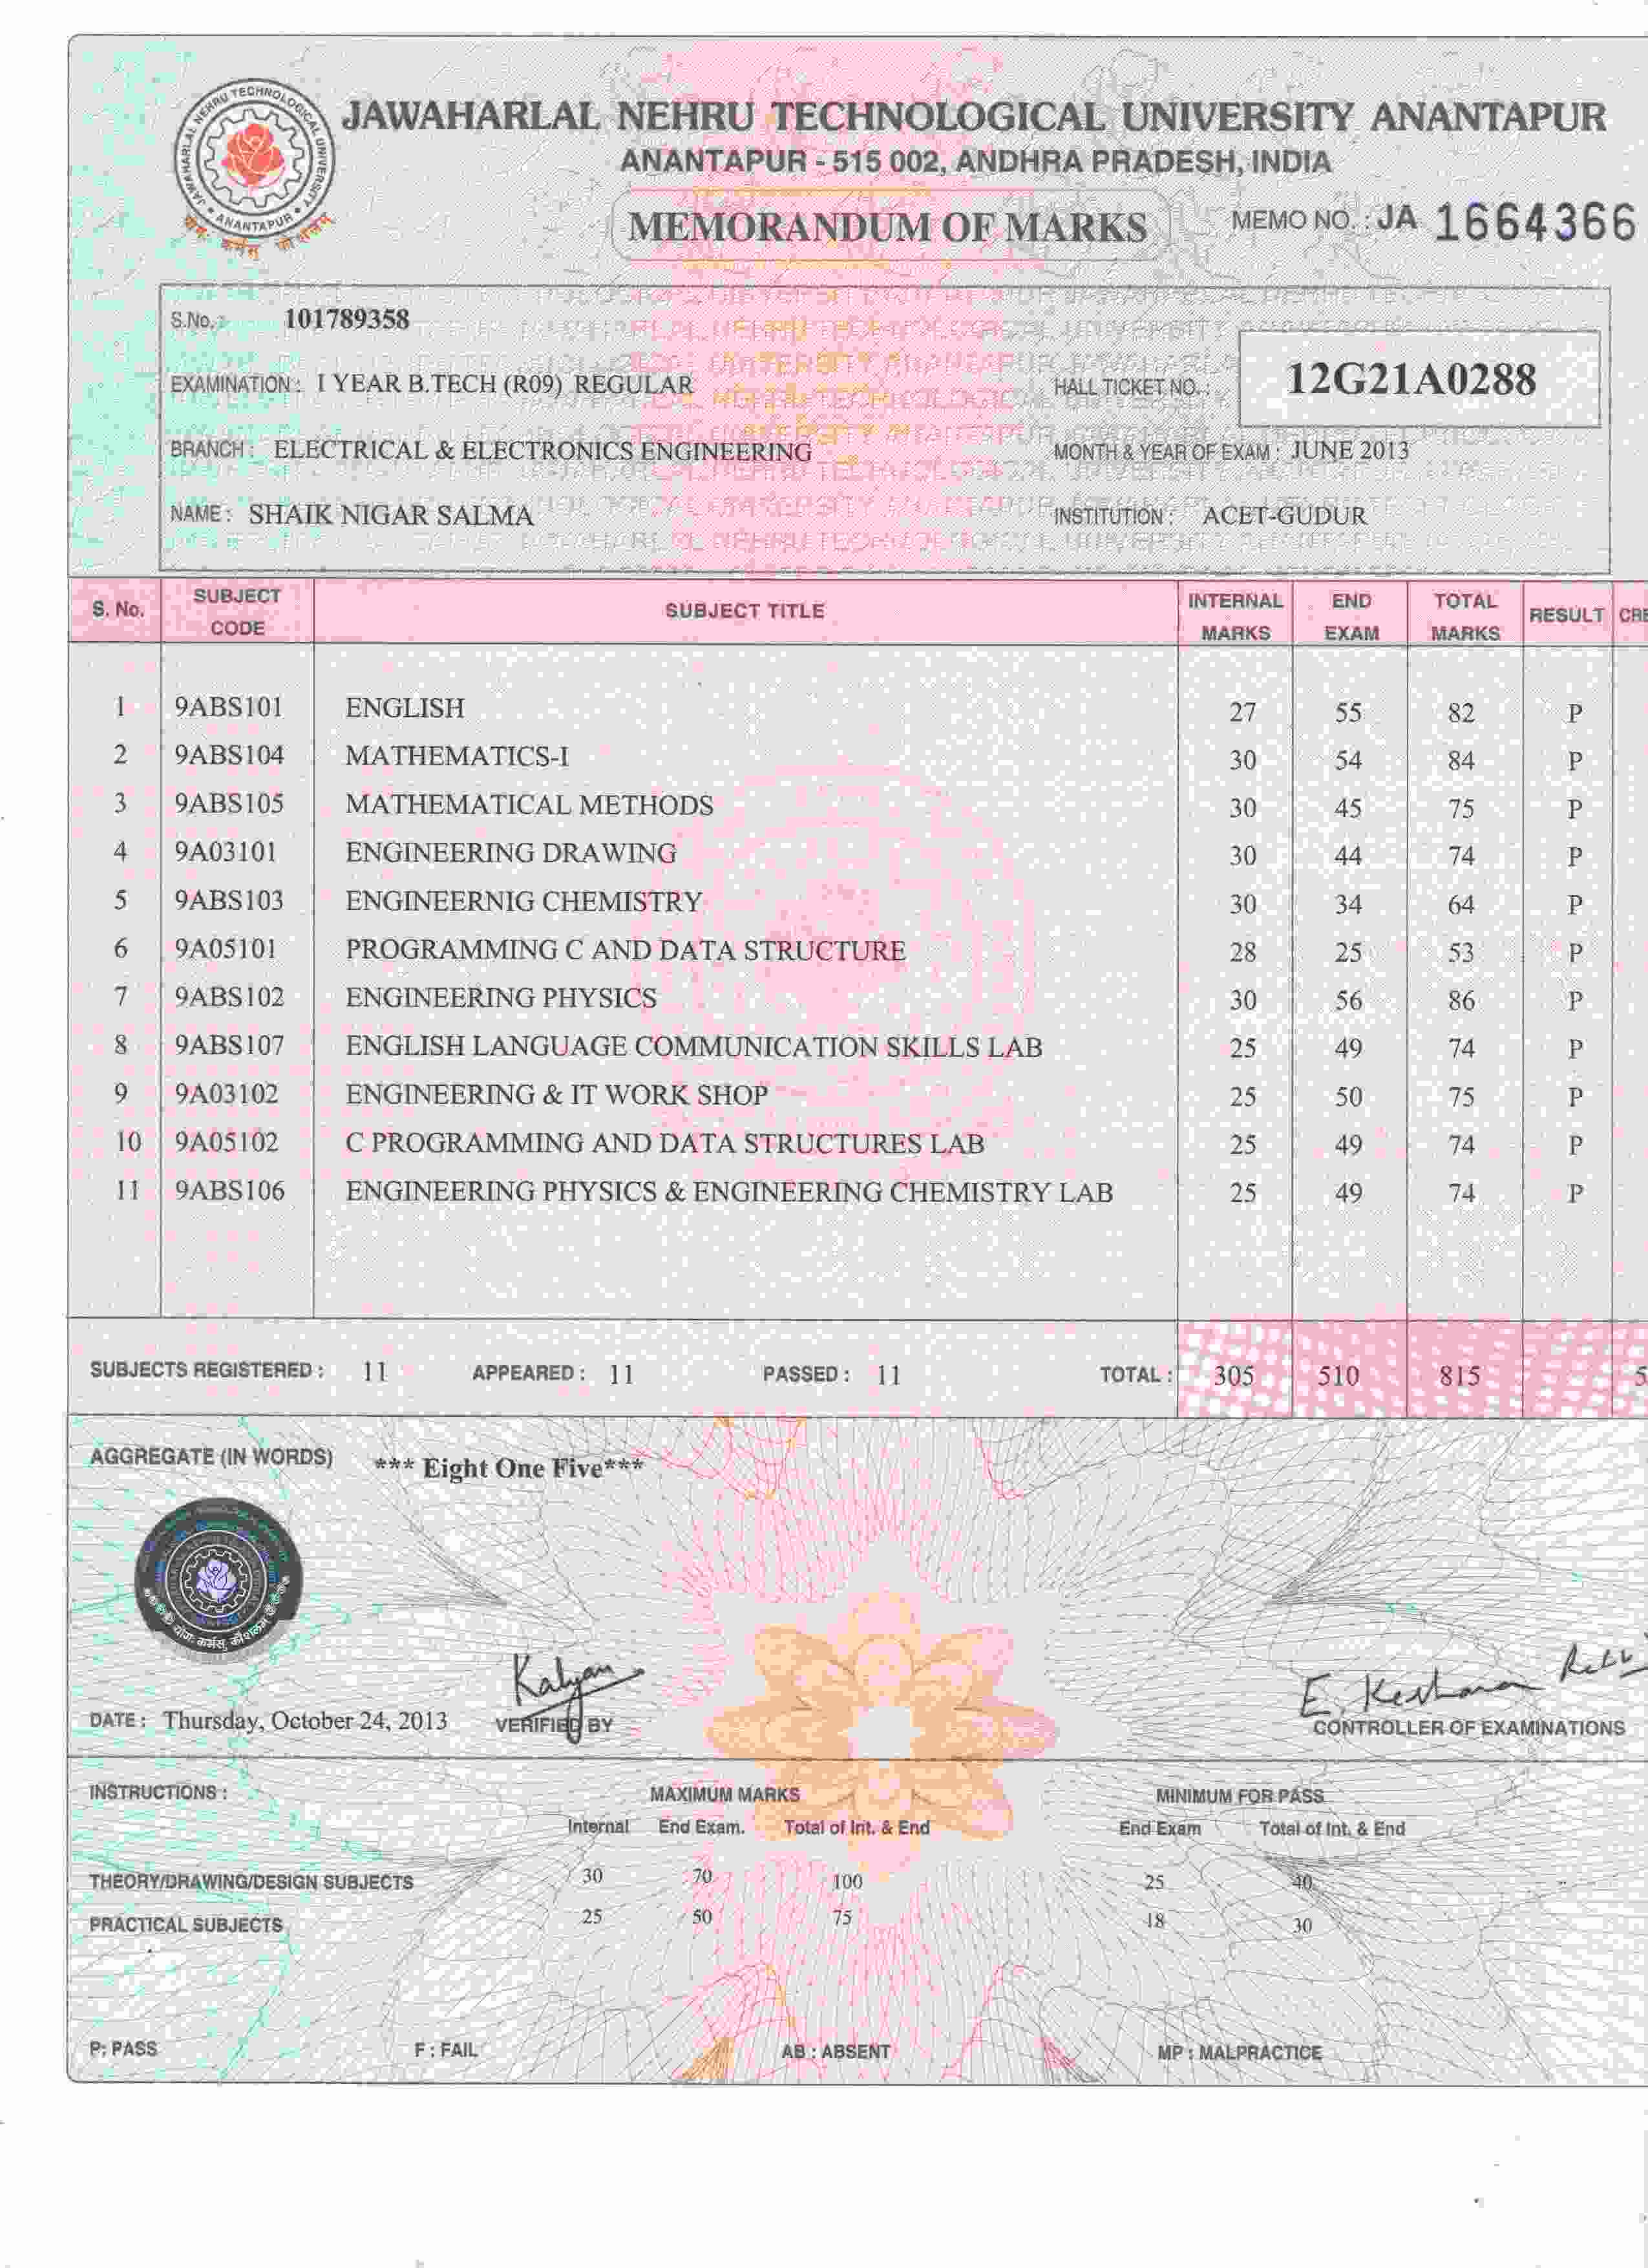 JAWAHARLAL NEHRU TECHNOLOGICAL UNIVERSITY ANANTAPUR
ANANTAPUR - 515 002, ANDHRA PRADESH, INDIA
MEMORANDUM OF MARKS
MEMO NO. : JA 1664366
S.No. : 101789358
EXAMINATION : I YEAR B.TECH (R09) REGULAR
HALL TICKET NO. : 12G21A0288
BRANCH : ELECTRICAL & ELECTRONICS ENGINEERING
MONTH & YEAR OF EXAM : JUNE 2013
NAME : SHAIK NIGAR SALMA
INSTITUTION : ACET-GUDUR
S. No. SUBJECT CODE SUBJECT TITLE INTERNAL MARKS END EXAM TOTAL MARKS RESULT CRE
1 9ABS101 ENGLISH 27 55 82 P
2 9ABS104 MATHEMATICS-I 30 54 84 P
3 9ABS105 MATHEMATICAL METHODS 30 45 75 P
4 9A03101 ENGINEERING DRAWING 30 44 74 P
5 9ABS103 ENGINEERNIG CHEMISTRY 30 34 64 P
6 9A05101 PROGRAMMING C AND DATA STRUCTURE 28 25 53 P
7 9ABS102 ENGINEERING PHYSICS 30 56 86 P
8 9ABS107 ENGLISH LANGUAGE COMMUNICATION SKILLS LAB 25 49 74 P
9 9A03102 ENGINEERING & IT WORK SHOP 25 50 75 P
10 9A05102 C PROGRAMMING AND DATA STRUCTURES LAB 25 49 74 P
11 9ABS106 ENGINEERING PHYSICS & ENGINEERING CHEMISTRY LAB 25 49 74 P
SUBJECTS REGISTERED : 11 APPEARED : 11 PASSED : 11 TOTAL : 305 510 815 5
AGGREGATE (IN WORDS) *** Eight One Five***
Kalyan
E. Keshava
DATE : Thursday, October 24, 2013
VERIFIED BY
CONTROLLER OF EXAMINATIONS
INSTRUCTIONS : MAXIMUM MARKS MINIMUM FOR PASS
Internal End Exam. Total of Int. & End End Exam Total of Int. & End
THEORY/DRAWING/DESIGN SUBJECTS 30 70 100 25 40
PRACTICAL SUBJECTS 25 50 75 18 30
P: PASS F : FAIL AB : ABSENT MP : MALPRACTICE